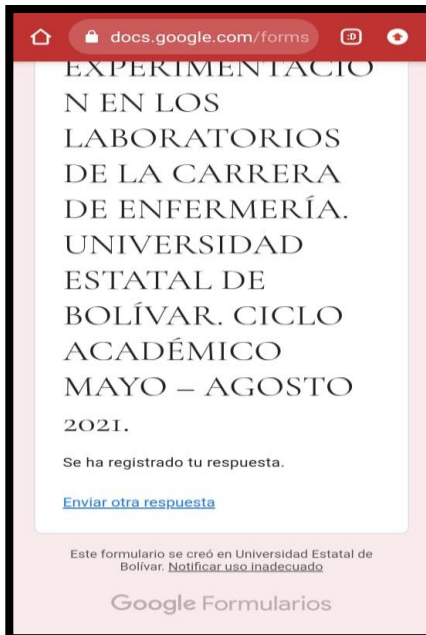 docs.google.com/forms
:D
EXPERIMENTACIO
N EN LOS
LABORATORIOS
DE LA CARRERA
DE ENFERMERÍA.
UNIVERSIDAD
ESTATAL DE
BOLÍVAR. CICLO
ACADÉMICO
MAYO – AGOSTO
2021.
Se ha registrado tu respuesta.
Enviar otra respuesta
Este formulario se creó en Universidad Estatal de
Bolívar. Notificar uso inadecuado
Google Formularios